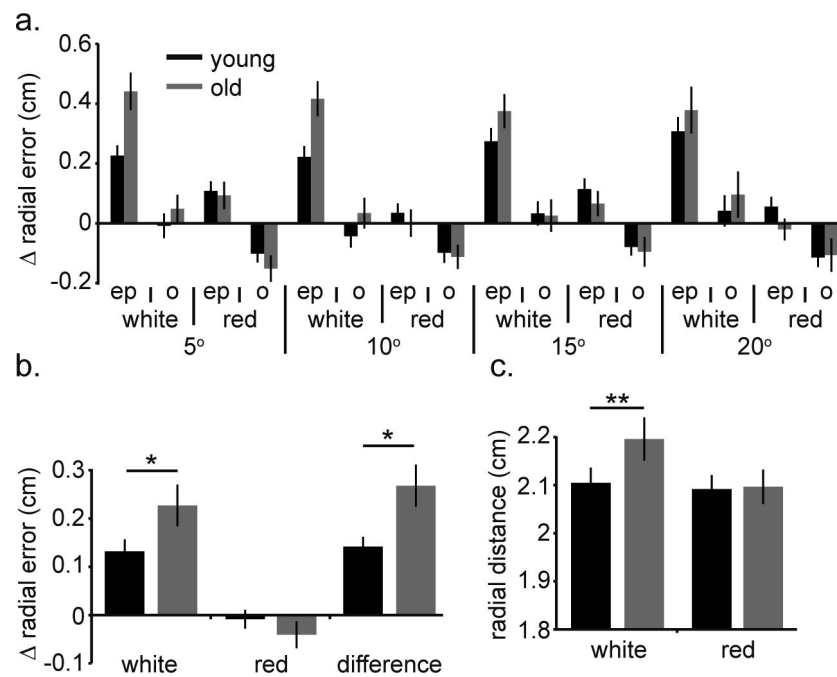 a.
Δ radial error (cm)
0.6
0.4
0.2
0
-0.2
young
old
ep o ep o ep o ep o ep o ep o ep o ep o
white red white red white red white red
5° 10° 15° 20°
b.
Δ radial error (cm)
0.3
0.2
0.1
0
-0.1
* *
white red difference
c.
radial distance (cm)
2.2
2.1
2
1.9
1.8
**
white red